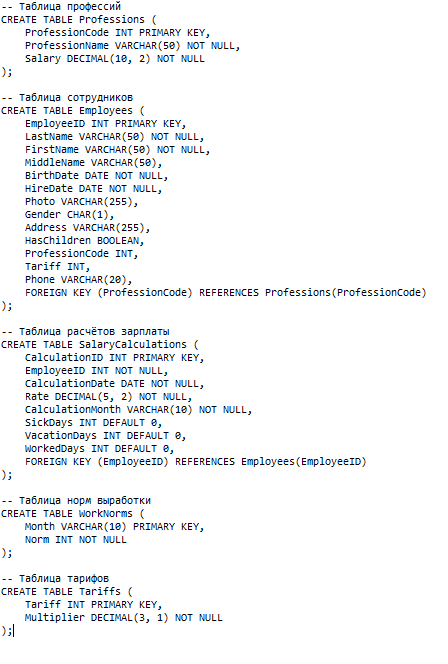 -- Таблица профессий
CREATE TABLE Professions (
    ProfessionCode INT PRIMARY KEY,
    ProfessionName VARCHAR(50) NOT NULL,
    Salary DECIMAL(10, 2) NOT NULL
);

-- Таблица сотрудников
CREATE TABLE Employees (
    EmployeeID INT PRIMARY KEY,
    LastName VARCHAR(50) NOT NULL,
    FirstName VARCHAR(50) NOT NULL,
    MiddleName VARCHAR(50),
    BirthDate DATE NOT NULL,
    HireDate DATE NOT NULL,
    Photo VARCHAR(255),
    Gender CHAR(1),
    Address VARCHAR(255),
    HasChildren BOOLEAN,
    ProfessionCode INT,
    Tariff INT,
    Phone VARCHAR(20),
    FOREIGN KEY (ProfessionCode) REFERENCES Professions(ProfessionCode)
);

-- Таблица расчётов зарплаты
CREATE TABLE SalaryCalculations (
    CalculationID INT PRIMARY KEY,
    EmployeeID INT NOT NULL,
    CalculationDate DATE NOT NULL,
    Rate DECIMAL(5, 2) NOT NULL,
    CalculationMonth VARCHAR(10) NOT NULL,
    SickDays INT DEFAULT 0,
    VacationDays INT DEFAULT 0,
    WorkedDays INT DEFAULT 0,
    FOREIGN KEY (EmployeeID) REFERENCES Employees(EmployeeID)
);

-- Таблица норм выработки
CREATE TABLE WorkNorms (
    Month VARCHAR(10) PRIMARY KEY,
    Norm INT NOT NULL
);

-- Таблица тарифов
CREATE TABLE Tariffs (
    Tariff INT PRIMARY KEY,
    Multiplier DECIMAL(3, 1) NOT NULL
);